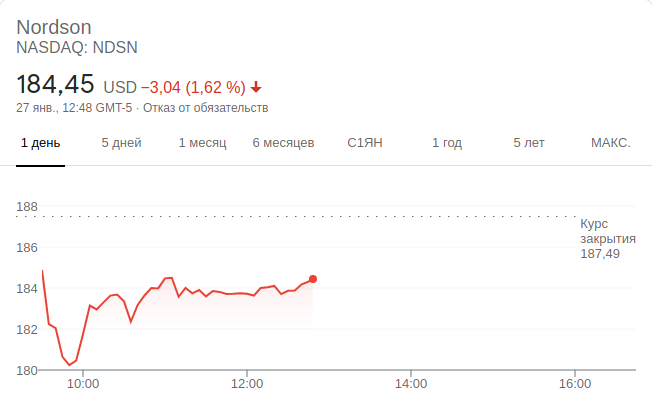 Nordson
NASDAQ: NDSN
184,45 USD −3,04 (1,62 %)
27 янв., 12:48 GMT-5 · Отказ от обязательств
1 день 5 дней 1 месяц 6 месяцев С1ЯН 1 год 5 лет МАКС.
188
Курс
закрытия
187,49
186
184
182
180
10:00 12:00 14:00 16:00